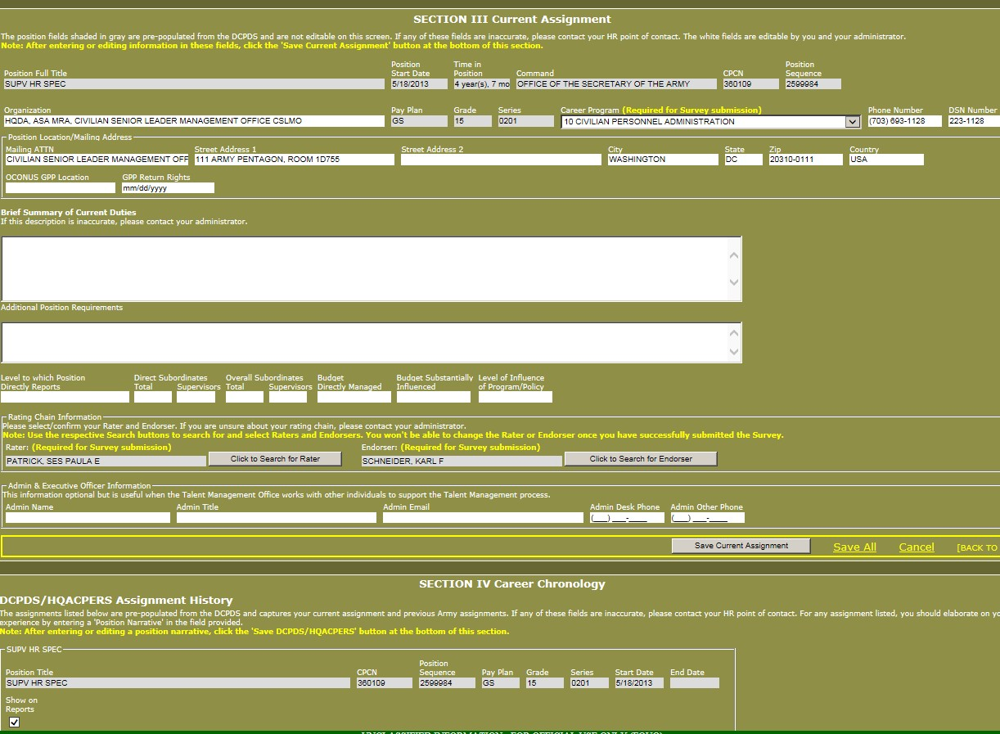 SECTION III Current Assignment
The position fields shaded in gray are pre-populated from the DCPDS and are not editable on this screen. If any of these fields are inaccurate, please contact your HR point of contact. The white fields are editable by you and your administrator.
Note: After entering or editing information in these fields, click the 'Save Current Assignment' button at the bottom of this section.
Position Full Title Position Start Date Time in Position Command CPCN Position Sequence
SUPV HR SPEC 5/18/2013 4 year(s), 7 mo OFFICE OF THE SECRETARY OF THE ARMY 360109 2599984
Organization Pay Plan Grade Series Career Program (Required for Survey submission) Phone Number DSN Number
HQDA, ASA MRA, CIVILIAN SENIOR LEADER MANAGEMENT OFFICE CSLMO GS 15 0201 10 CIVILIAN PERSONNEL ADMINISTRATION (703) 693-1128 223-1128
Position Location/Mailing Address
Mailing ATTN Street Address 1 Street Address 2 City State Zip Country
CIVILIAN SENIOR LEADER MANAGEMENT OFF 111 ARMY PENTAGON, ROOM 1D755 WASHINGTON DC 20310-0111 USA
OCONUS GPP Location GPP Return Rights
mm/dd/yyyy
Brief Summary of Current Duties
If this description is inaccurate, please contact your administrator.
Additional Position Requirements
Level to which Position Directly Reports Direct Subordinates Total Supervisors Overall Subordinates Total Supervisors Budget Directly Managed Budget Substantially Influenced Level of Influence of Program/Policy
Rating Chain Information
Please select/confirm your Rater and Endorser. If you are unsure about your rating chain, please contact your administrator.
Note: Use the respective Search buttons to search for and select Raters and Endorsers. You won't be able to change the Rater or Endorser once you have successfully submitted the Survey.
Rater: (Required for Survey submission) Endorser: (Required for Survey submission)
PATRICK, SES PAULA E Click to Search for Rater SCHNEIDER, KARL F Click to Search for Endorser
Admin & Executive Officer Information
This information optional but is useful when the Talent Management Office works with other individuals to support the Talent Management process.
Admin Name Admin Title Admin Email Admin Desk Phone Admin Other Phone
(___) ___-____ (___) ___-____
Save Current Assignment Save All Cancel [BACK TO
SECTION IV Career Chronology
DCPDS/HQACPERS Assignment History
The assignments listed below are pre-populated from the DCPDS and captures your current assignment and previous Army assignments. If any of these fields are inaccurate, please contact your HR point of contact. For any assignment listed, you should elaborate on yo
experience by entering a 'Position Narrative' in the field provided.
Note: After entering or editing a position narrative, click the 'Save DCPDS/HQACPERS' button at the bottom of this section.
SUPV HR SPEC
Position Title CPCN Position Sequence Pay Plan Grade Series Start Date End Date
SUPV HR SPEC 360109 2599984 GS 15 0201 5/18/2013
Show on
Reports
UNCLASSIFIED INFORMATION - FOR OFFICIAL USE ONLY (FOUO)